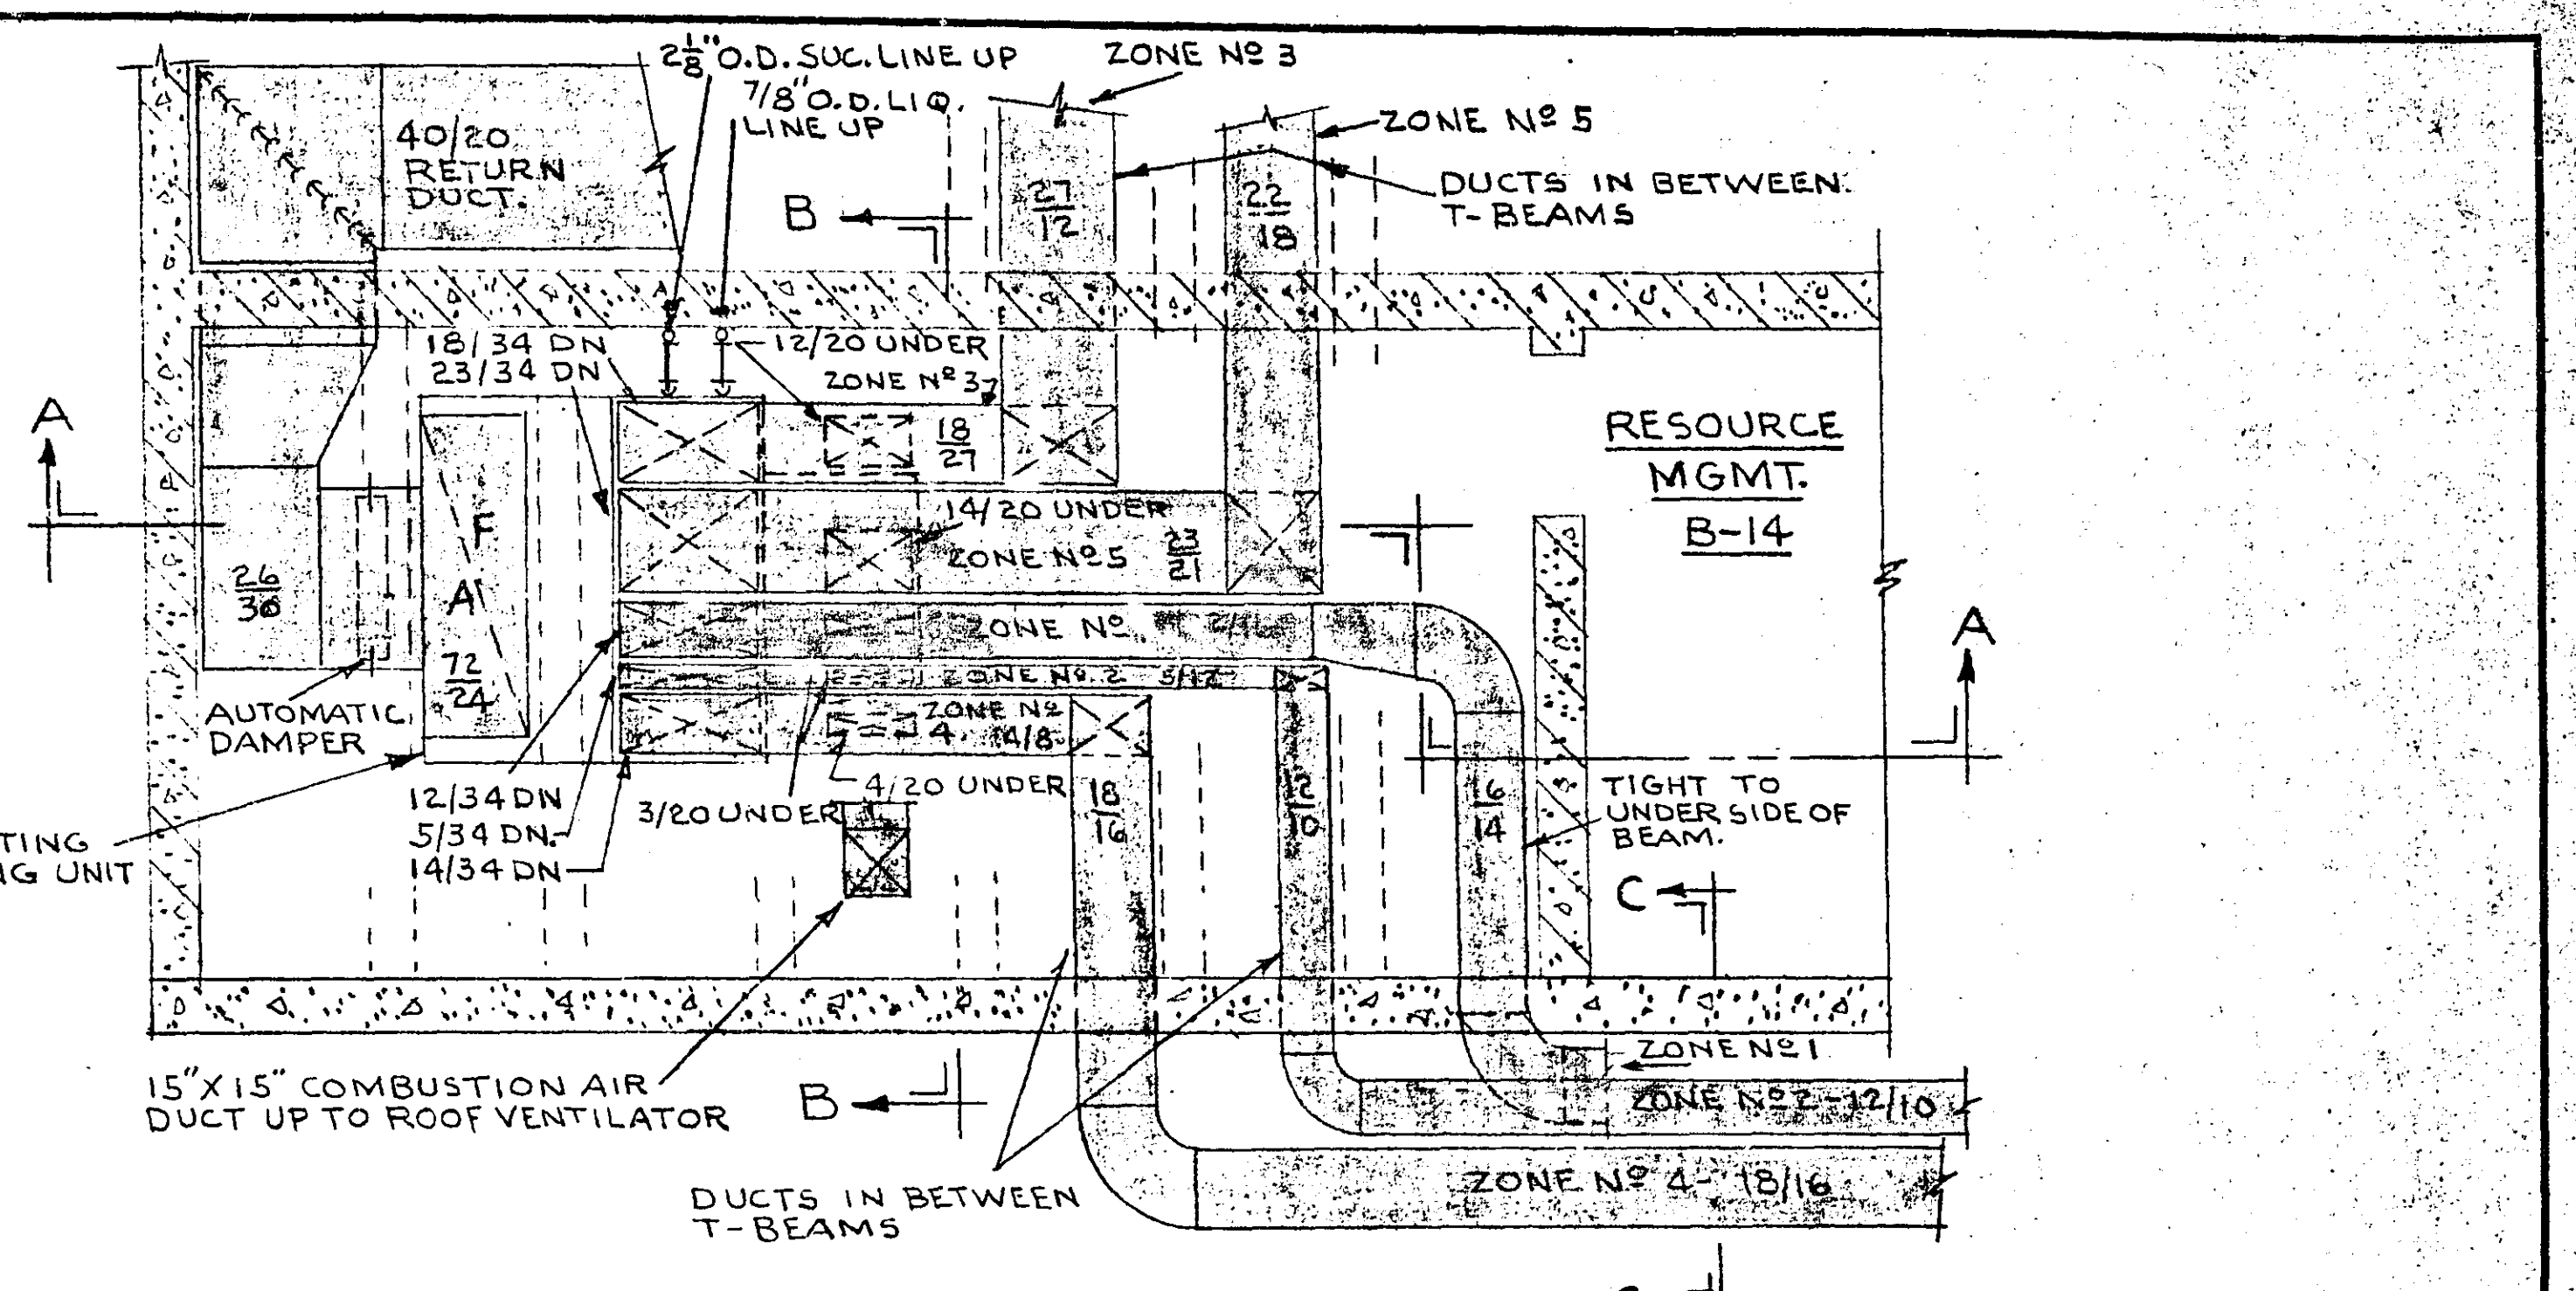 2 1/8" O.D. SUC. LINE UP
7/8" O.D. LIQ.
LINE UP
ZONE Nº 3
ZONE Nº 5
DUCTS IN BETWEEN
T-BEAMS
40/20
RETURN
DUCT.
B
27
12
22
18
18/34 DN
23/34 DN
12/20 UNDER
ZONE Nº 3
18
27
A
RESOURCE
MGMT.
B-14
14/20 UNDER
ZONE Nº 5
23
21
26
30
F
A
72
24
ZONE Nº
ZONE Nº 2 5/12
ZONE Nº
4. 14/8
A
AUTOMATIC
DAMPER
12/34 DN
5/34 DN.
14/34 DN
3/20 UNDER
4/20 UNDER
18
16
12
10
16
14
TIGHT TO
UNDER SIDE OF
BEAM.
TING
NG UNIT
C
15" X 15" COMBUSTION AIR
DUCT UP TO ROOF VENTILATOR
B
ZONE Nº 1
ZONE Nº 2-12/10
ZONE Nº 4- 18/16
DUCTS IN BETWEEN
T-BEAMS